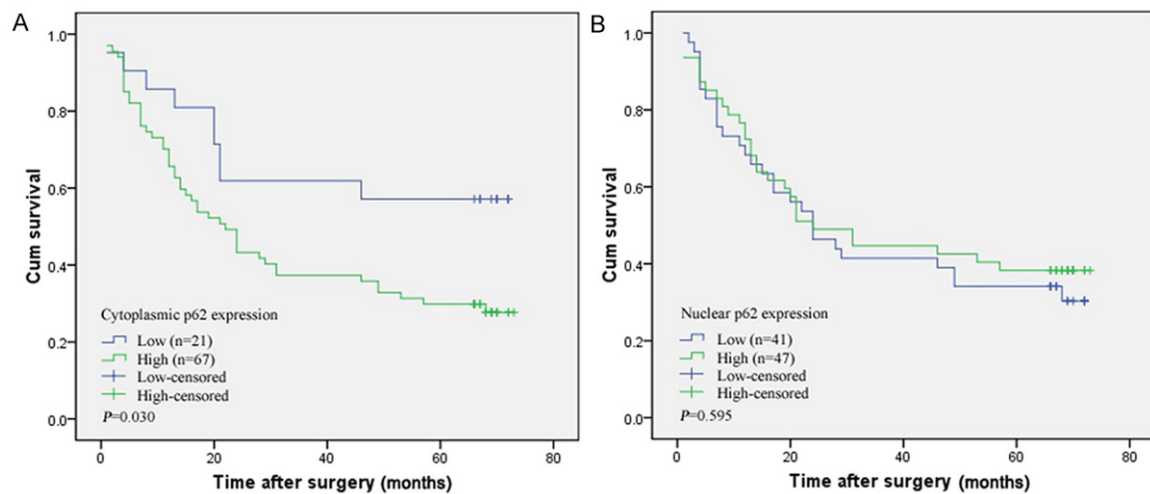 A
Cum survival
1.0
0.8
0.6
0.4
0.2
0.0
Cytoplasmic p62 expression
Low (n=21)
High (n=67)
Low-censored
High-censored
P=0.030
0 20 40 60 80
Time after surgery (months)
B
Cum survival
1.0
0.8
0.6
0.4
0.2
0.0
Nuclear p62 expression
Low (n=41)
High (n=47)
Low-censored
High-censored
P=0.595
0 20 40 60 80
Time after surgery (months)